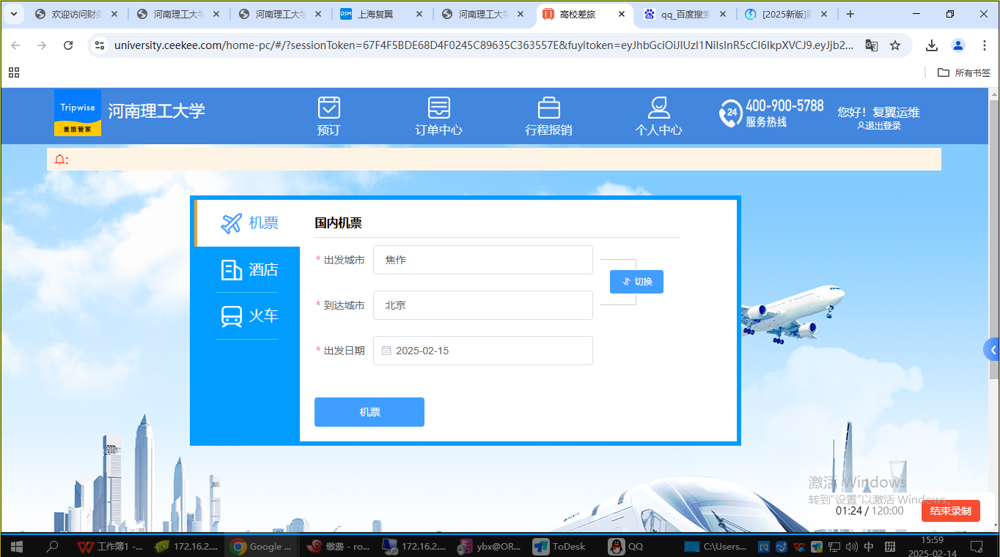 欢迎访问财务
河南理工大学
河南理工大学
DSM 上海复翼
河南理工大学
高校差旅
qq_百度搜索
[2025新版]
university.ceekee.com/home-pc/#/?sessionToken=67F4F5BDE68D4F0245C89635C363557E&fuyitoken=eyJhbGciOiJIUzI1NiIsInR5cCI6IkpXVCJ9.eyJjb2...
所有书签
Tripwise
差旅管家
河南理工大学
预订
订单中心
行程报销
个人中心
24
400-900-5788
服务热线
您好！复翼运维
退出登录
:
机票
酒店
火车
国内机票
* 出发城市 焦作
切换
* 到达城市 北京
* 出发日期 2025-02-15
机票
激活 Windows
转到"设置"以激活 Windows。
01:24 / 120:00
结束录制
工作簿1 -...
172.16.2....
Google ...
缴费 - ro...
172.16.2....
ybx@OR...
ToDesk
QQ
C:\Users...
中
拼
15:59
2025-02-14